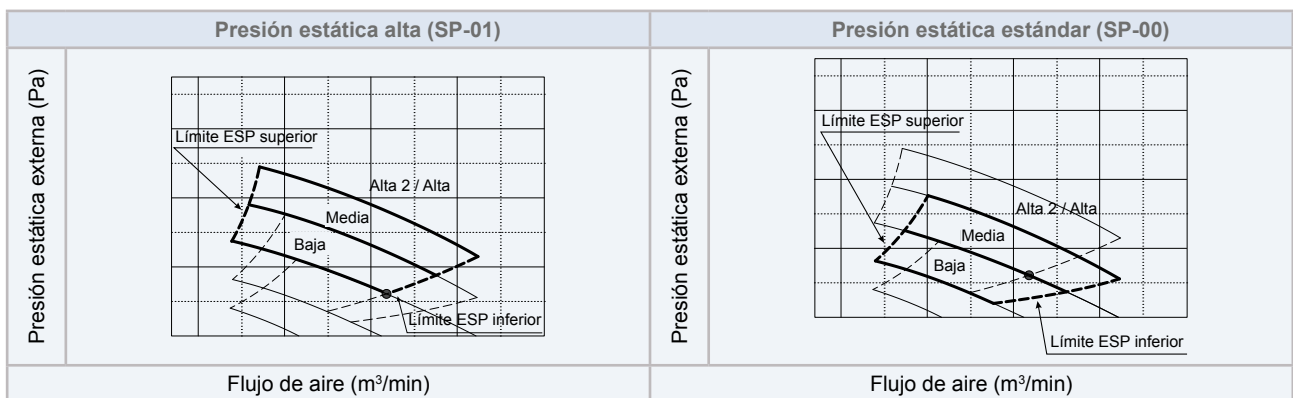 Presión estática alta (SP-01)
Presión estática estándar (SP-00)
Presión estática externa (Pa)
Límite ESP superior
Alta 2 / Alta
Media
Baja
Límite ESP inferior
Presión estática externa (Pa)
Límite ESP superior
Alta 2 / Alta
Media
Baja
Límite ESP inferior
Flujo de aire (m³/min)
Flujo de aire (m³/min)